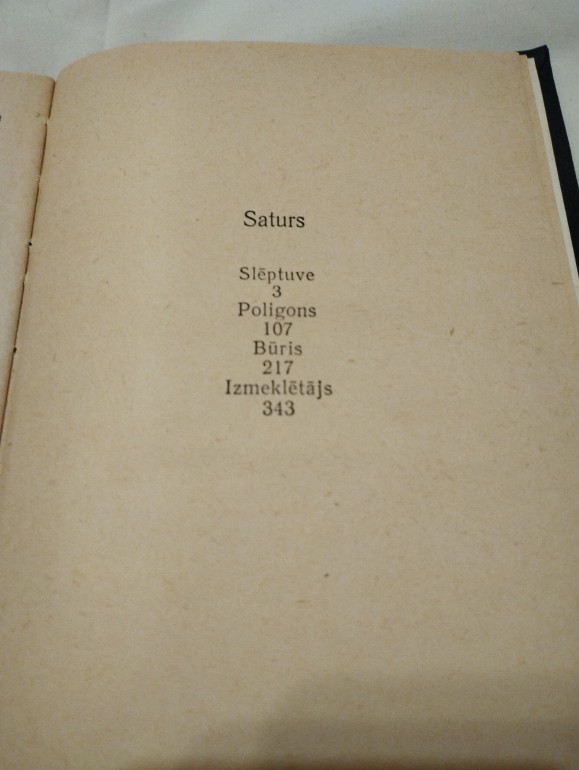 Saturs
Slēptuve
3
Poligons
107
Būris
217
Izmeklētājs
343